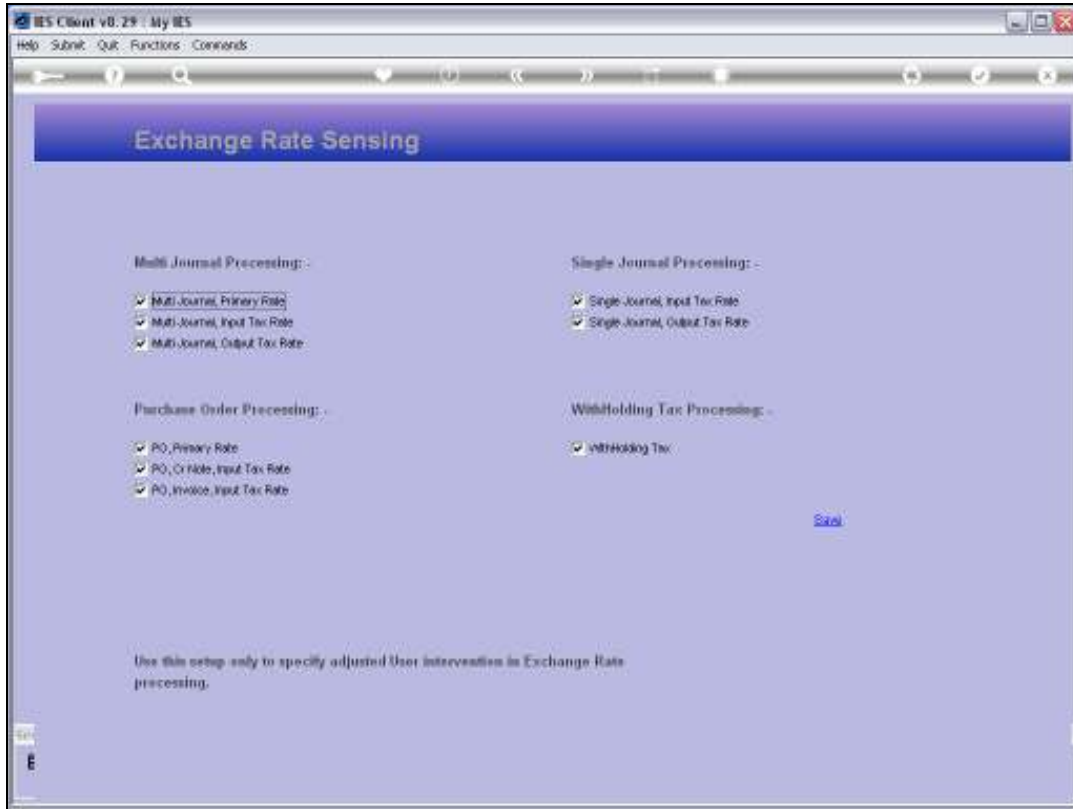 IES Client v8.29 : My IES
Help Submit Quit Functions Commands
Exchange Rate Sensing
Multi Journal Processing: -
Multi-Journal, Primary Rate
Multi-Journal, Input Tax Rate
Multi-Journal, Output Tax Rate
Single Journal Processing: -
Single-Journal, Input Tax Rate
Single-Journal, Output Tax Rate
Purchase Order Processing: -
PO, Primary Rate
PO, Cr Note, Input Tax Rate
PO, Invoice, Input Tax Rate
WithHolding Tax Processing: -
WithHolding Tax
Save
Use this setup only to specify adjusted User intervention in Exchange Rate
processing.